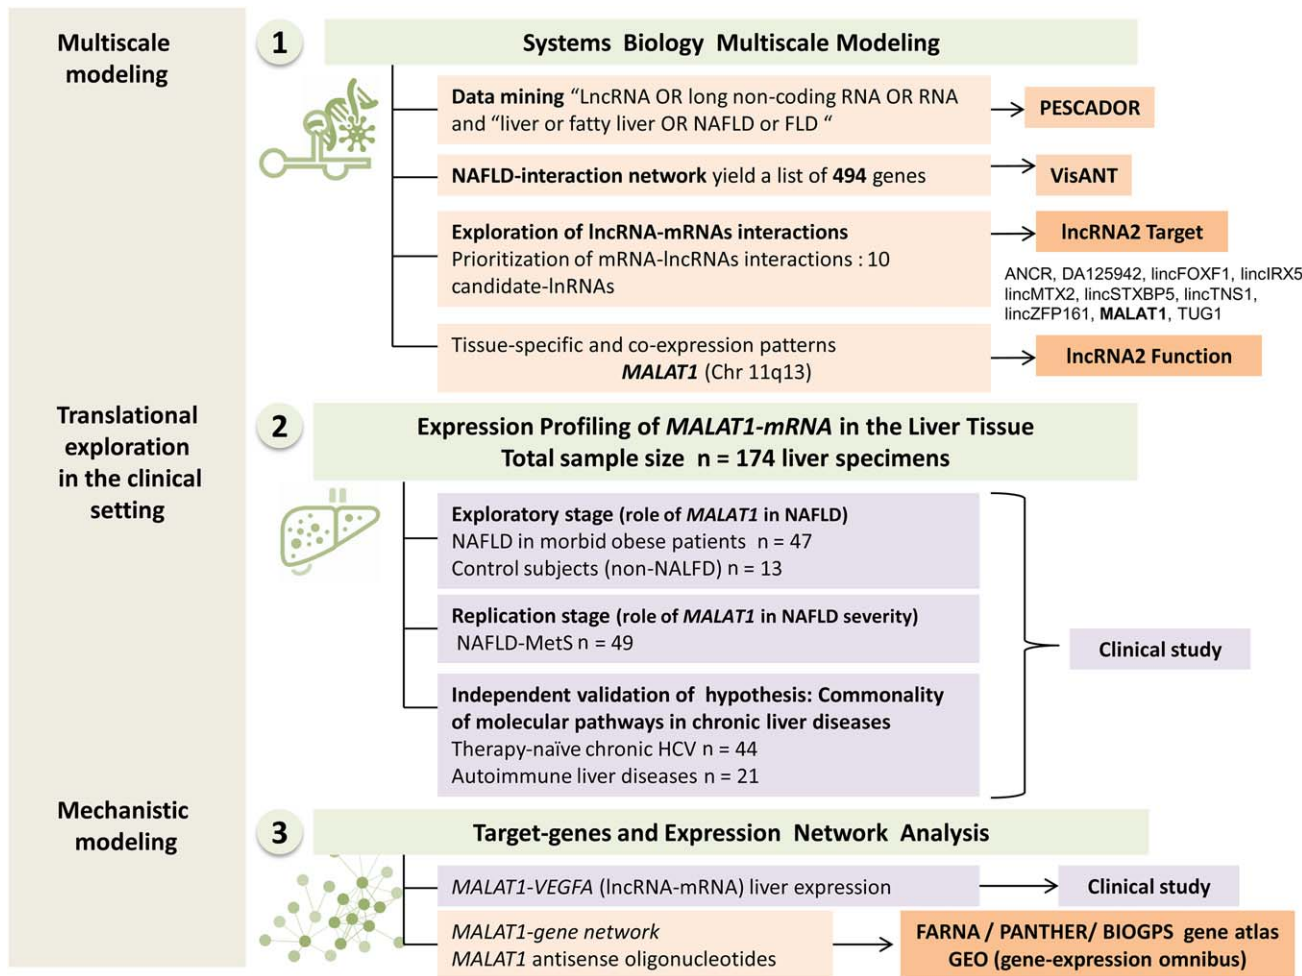 Multiscale
modeling
1
Systems Biology Multiscale Modeling
Data mining “LncRNA OR long non-coding RNA OR RNA
and “liver or fatty liver OR NAFLD or FLD “
PESCADOR
NAFLD-interaction network yield a list of 494 genes
VisANT
Exploration of lncRNA-mRNAs interactions
Prioritization of mRNA-lncRNAs interactions : 10
candidate-lnRNAs
lncRNA2 Target
ANCR, DA125942, lincFOXF1, lincIRX5
lincMTX2, lincSTXBP5, lincTNS1,
lincZFP161, MALAT1, TUG1
Tissue-specific and co-expression patterns
MALAT1 (Chr 11q13)
lncRNA2 Function
Translational
exploration
in the clinical
setting
2
Expression Profiling of MALAT1-mRNA in the Liver Tissue
Total sample size n = 174 liver specimens
Exploratory stage (role of MALAT1 in NAFLD)
NAFLD in morbid obese patients n = 47
Control subjects (non-NALFD) n = 13
Replication stage (role of MALAT1 in NAFLD severity)
NAFLD-MetS n = 49
Independent validation of hypothesis: Commonality
of molecular pathways in chronic liver diseases
Therapy-naïve chronic HCV n = 44
Autoimmune liver diseases n = 21
Clinical study
Mechanistic
modeling
3
Target-genes and Expression Network Analysis
MALAT1-VEGFA (lncRNA-mRNA) liver expression
Clinical study
MALAT1-gene network
MALAT1 antisense oligonucleotides
FARNA / PANTHER/ BIOGPS gene atlas
GEO (gene-expression omnibus)